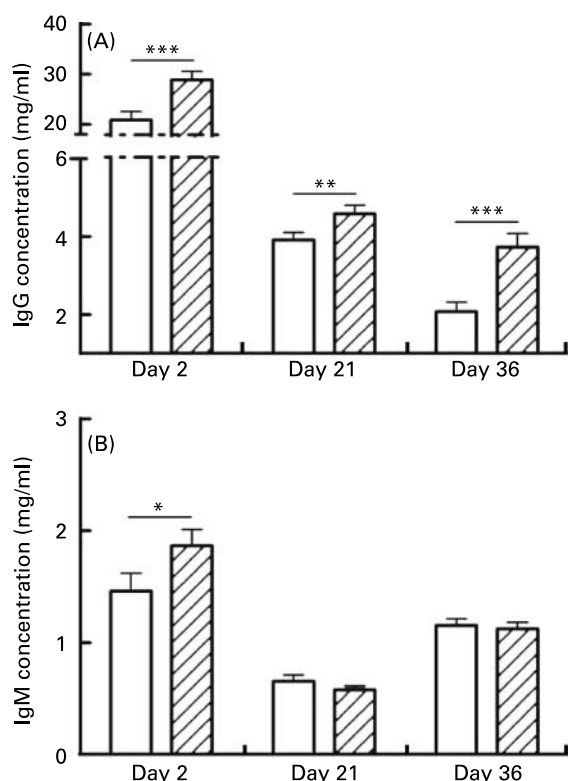 (A)
IgG concentration (mg/ml)
40
30
20
6
4
2
***
**
***
Day 2
Day 21
Day 36
(B)
IgM concentration (mg/ml)
3
2
1
0
*
Day 2
Day 21
Day 36